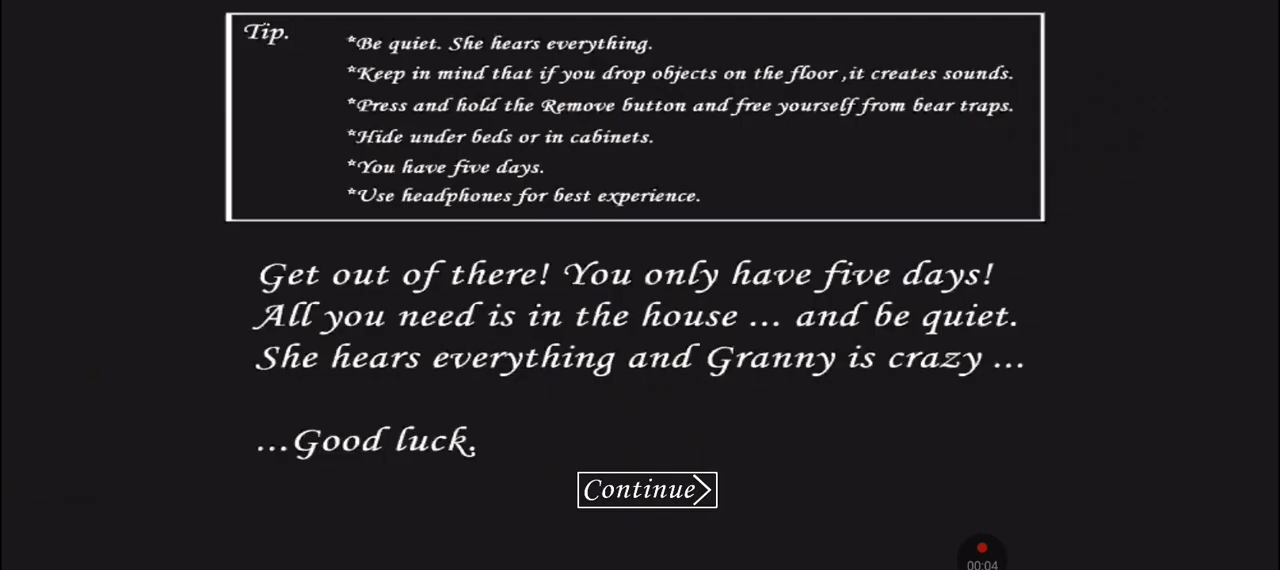 Tip.
*Be quiet. She hears everything.
*Keep in mind that if you drop objects on the floor ,it creates sounds.
*Press and hold the Remove button and free yourself from bear traps.
*Hide under beds or in cabinets.
*You have five days.
*Use headphones for best experience.
Get out of there! You only have five days!
All you need is in the house ... and be quiet.
She hears everything and Granny is crazy ...
...Good luck.
Continue>
00:04